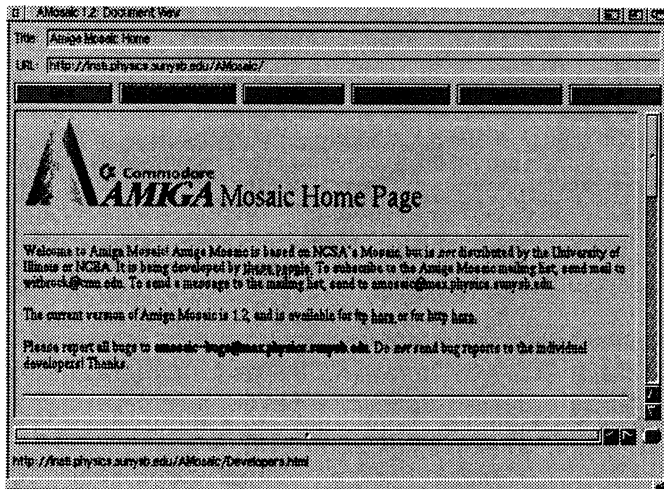 AMosaic 1.2: Document View
Title: Amiga Mosaic Home
URL: http://insti.physics.sunysb.edu/AMosaic/
Commodore
AMIGA Mosaic Home Page
Welcome to Amiga Mosaic! Amiga Mosaic is based on NCSA's Mosaic, but is not distributed by the University of
Illinois or NCSA. It is being developed by these people. To subscribe to the Amiga Mosaic mailing list, send mail to
witbrock@cmu.edu. To send a message to the mailing list, send to amosaic@max.physics.sunysb.edu.
The current version of Amiga Mosaic is 1.2, and is available for ftp here or for http here.
Please report all bugs to amosaic-bugs@max.physics.sunysb.edu. Do not send bug reports to the individual
developers! Thanks.
http://insti.physics.sunysb.edu/AMosaic/Developers.html